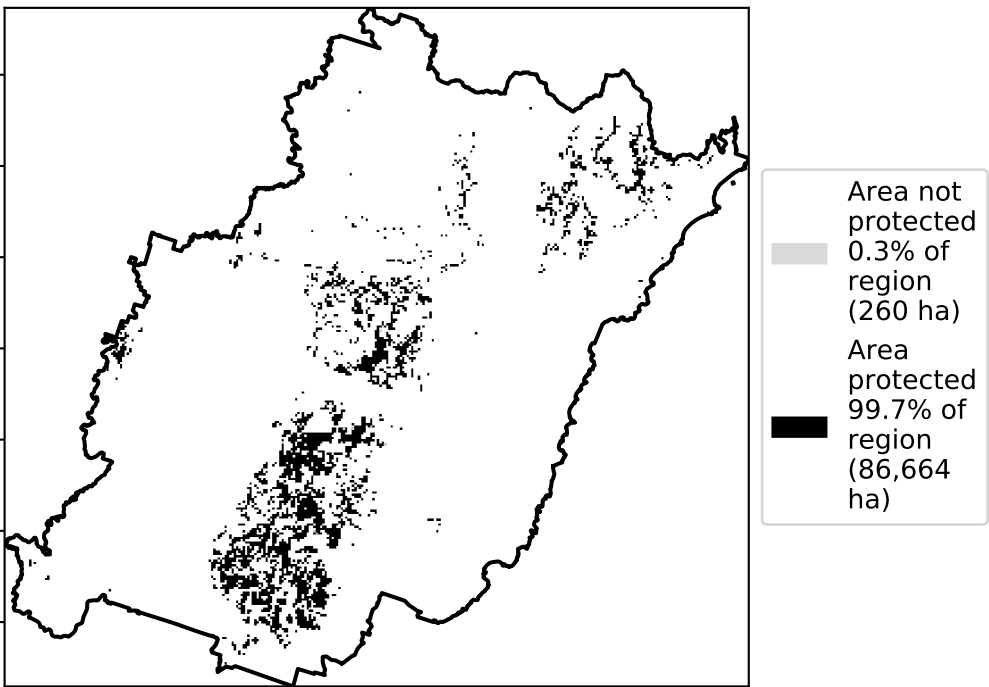 Area not
protected
0.3% of
region
(260 ha)
Area
protected
99.7% of
region
(86,664
ha)